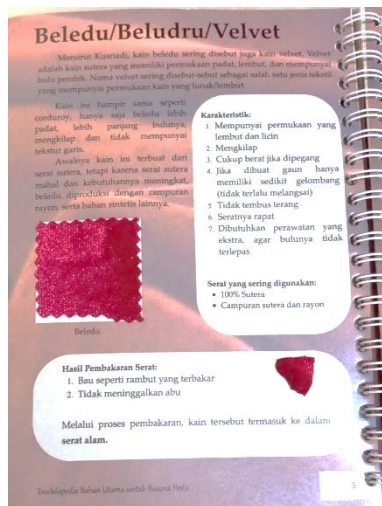 Beledu/Beludru/Velvet
Menurut Kusriadi, kain beledu sering disebut juga kain velvet. Velvet
adalah kain sutera yang memiliki permukaan padat, lembut, dan mempunyai
bulu pendek. Nama velvet sering disebut-sebut sebagai salah satu jenis tekstil
yang mempunyai permukaan kain yang lunak/lembut.
Kain ini hampir sama seperti
corduroy, hanya saja beledu lebih
padat, lebih panjang bulunya,
mengkilap dan tidak mempunyai
tekstur garis.
Awalnya kain ini terbuat dari
serat sutera, tetapi karena serat sutera
mahal dan kebutuhannya meningkat,
beledu diproduksi dengan campuran
rayon, serta bahan sintetis lainnya.
Beledu
Karakteristik:
1. Mempunyai permukaan yang
lembut dan licin
2. Mengkilap
3. Cukup berat jika dipegang
4. Jika dibuat gaun hanya
memiliki sedikit gelombang
(tidak terlalu melangsai)
5. Tidak tembus terang
6. Seratnya rapat
7. Dibutuhkan perawatan yang
ekstra, agar bulunya tidak
terlepas
Serat yang sering digunakan:
• 100% Sutera
• Campuran sutera dan rayon
Hasil Pembakaran Serat:
1. Bau seperti rambut yang terbakar
2. Tidak meninggalkan abu
Melalui proses pembakaran, kain tersebut termasuk ke dalam
serat alam.
Ensiklopedia Bahan Utama untuk Busana Pesta
5